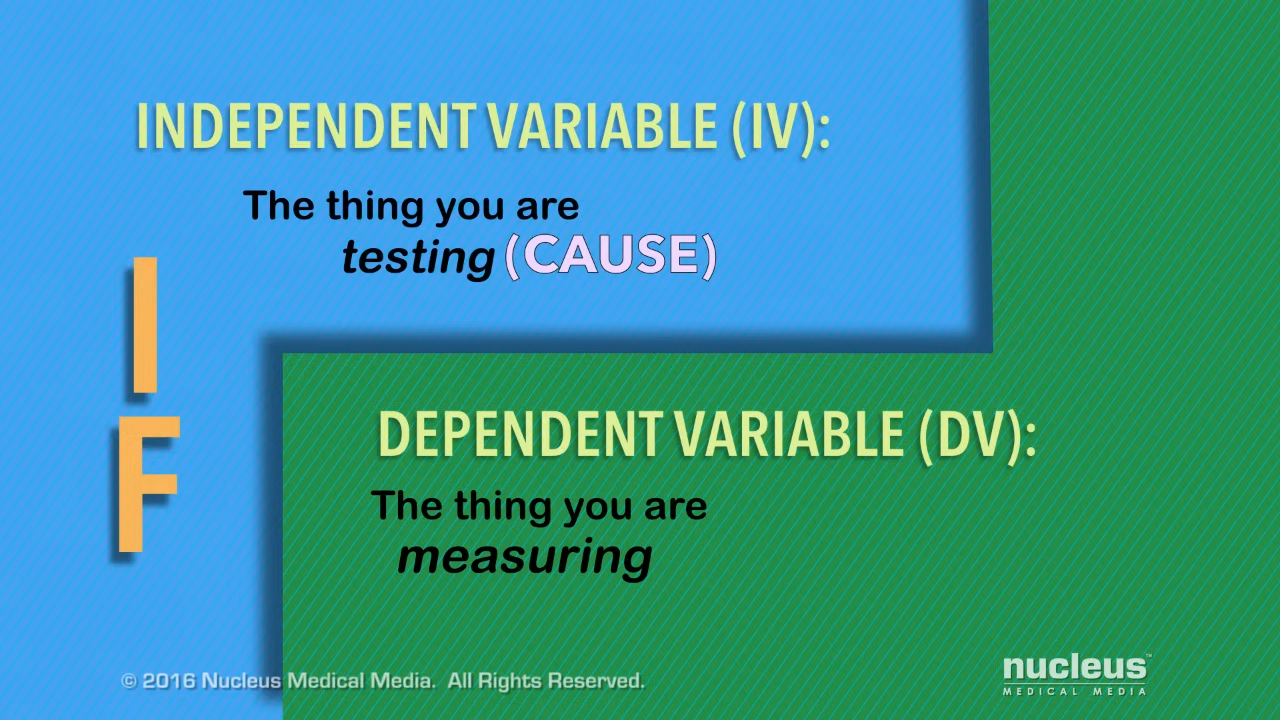 INDEPENDENT VARIABLE (IV):
The thing you are
testing (CAUSE)
I
F
DEPENDENT VARIABLE (DV):
The thing you are
measuring
© 2016 Nucleus Medical Media. All Rights Reserved.
nucleus™
MEDICAL MEDIA